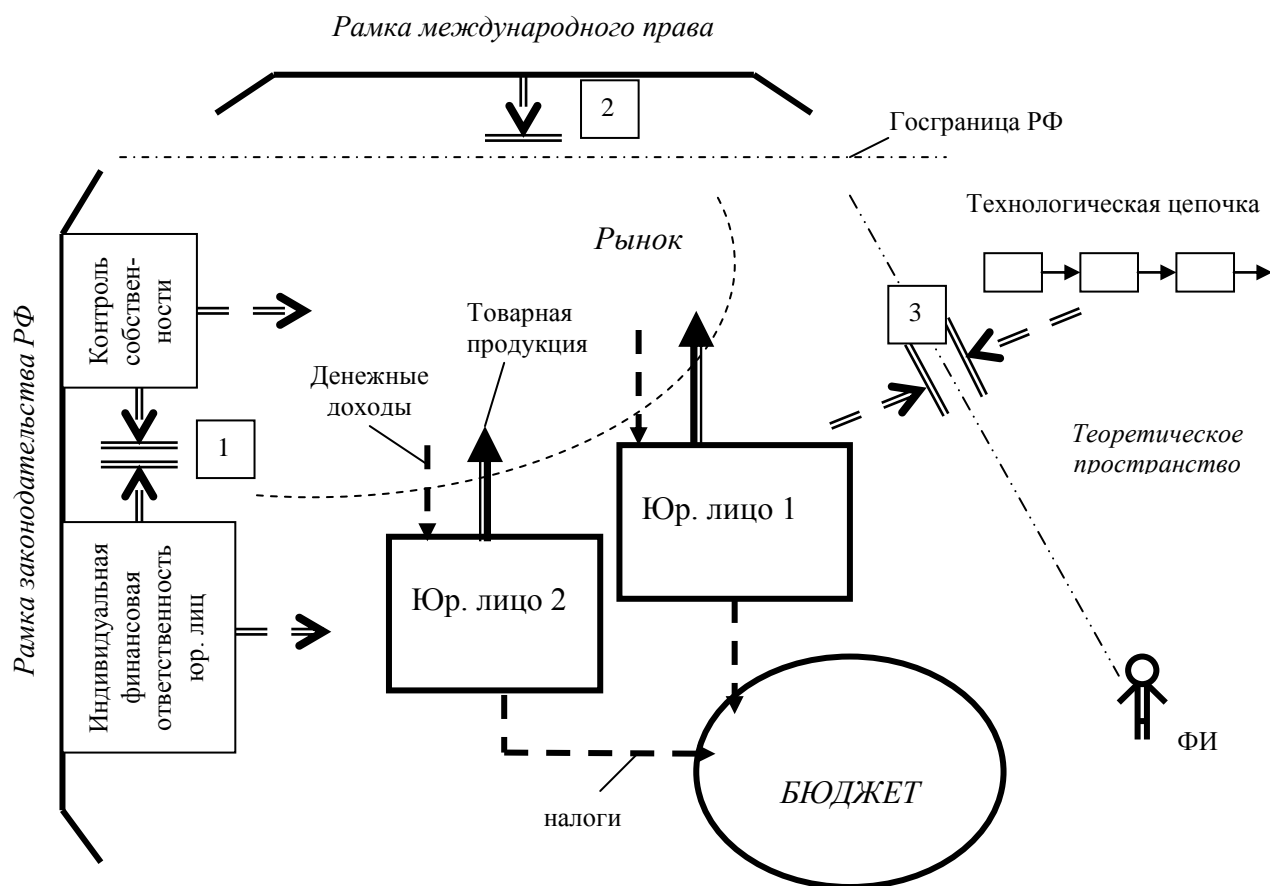 Рамка международного права
2
Госграница РФ
Технологическая цепочка
Рынок
3
Контроль
собствен-
ности
Товарная
продукция
Денежные
доходы
Рамка законодательства РФ
1
Теоретическое
пространство
Юр. лицо 1
Юр. лицо 2
Индивидуальная
финансовая
ответственность
юр. лиц
ФИ
БЮДЖЕТ
налоги